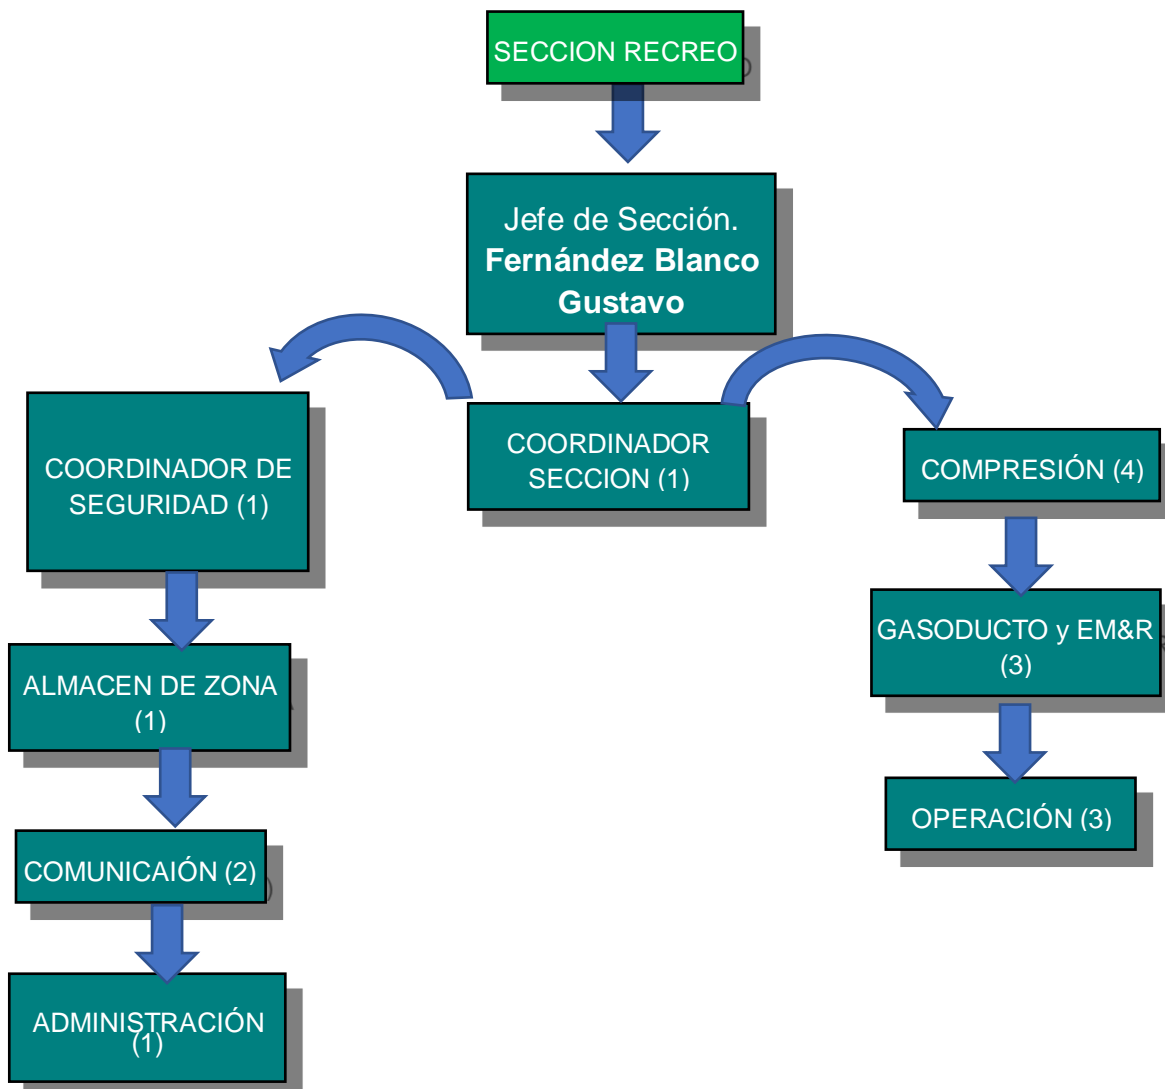 SECCION RECREO
Jefe de Sección.
Fernández Blanco
Gustavo
COORDINADOR DE
SEGURIDAD (1)
COORDINADOR
SECCION (1)
COMPRESIÓN (4)
ALMACEN DE ZONA
(1)
GASODUCTO y EM&R
(3)
COMUNICAIÓN (2)
OPERACIÓN (3)
ADMINISTRACIÓN
(1)